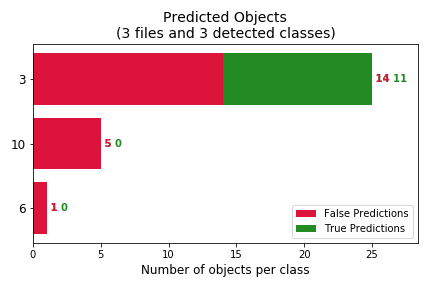 Predicted Objects
(3 files and 3 detected classes)
3
14 11
10
5 0
6
1 0
False Predictions
True Predictions
0 5 10 15 20 25
Number of objects per class